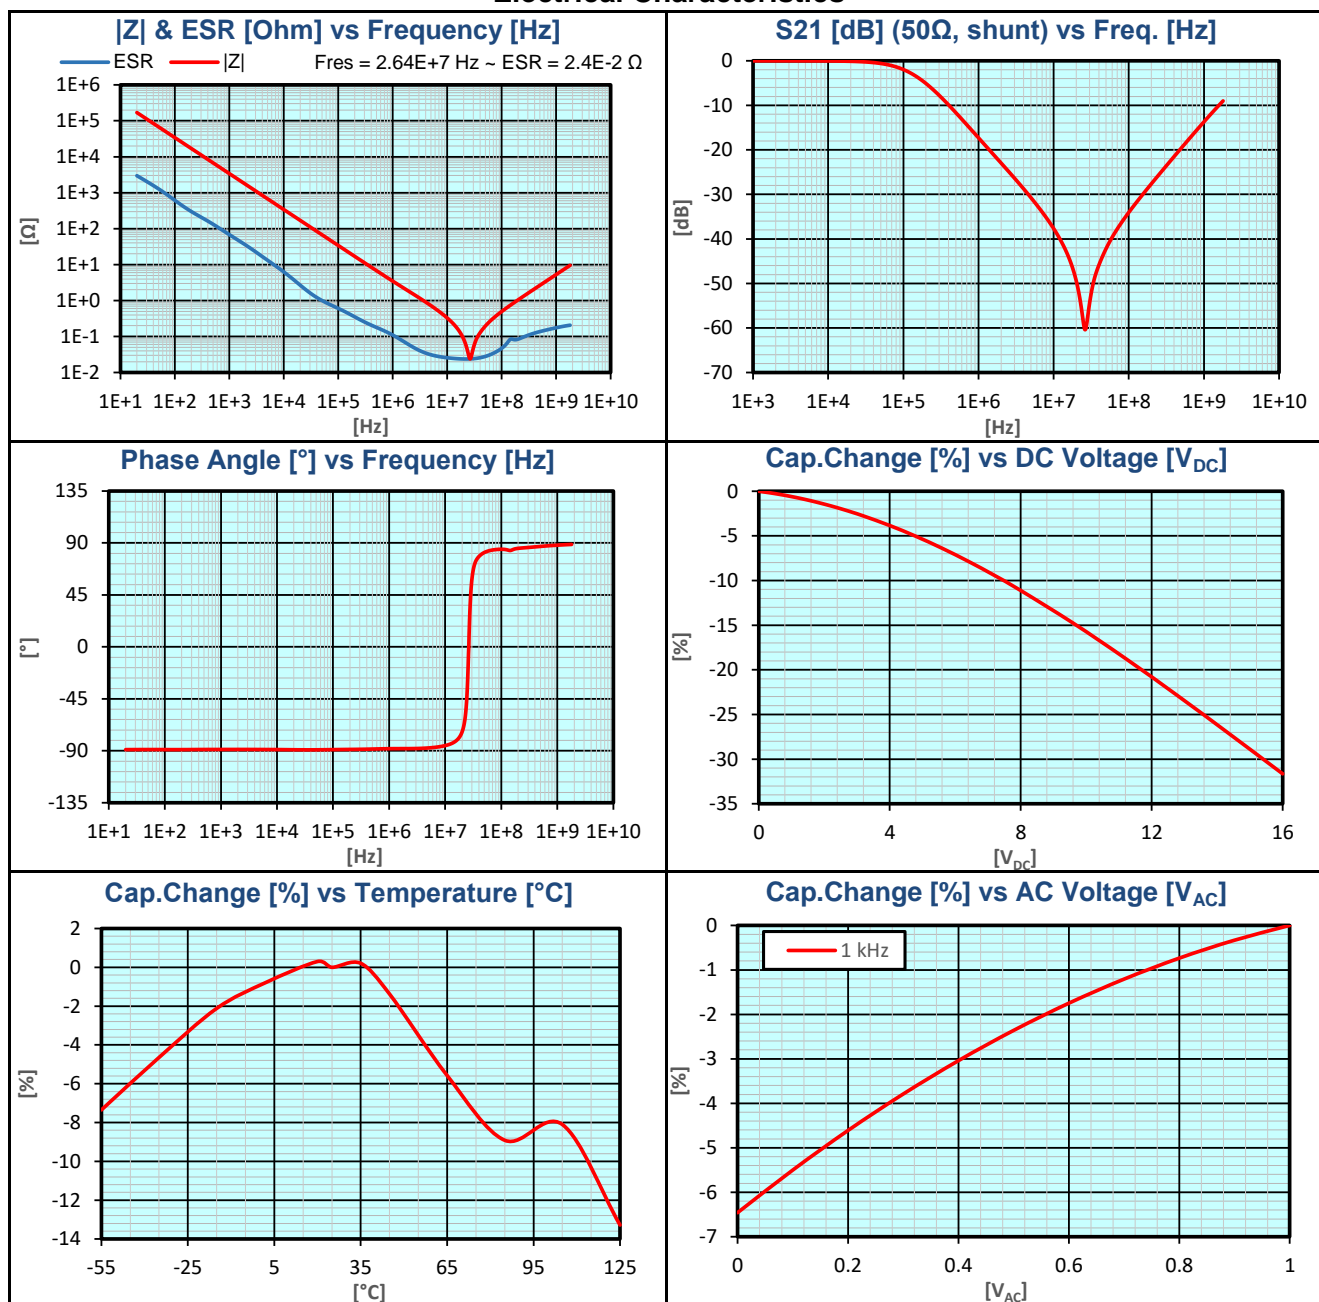 |Z| & ESR [Ohm] vs Frequency [Hz]
ESR |Z| Fres = 2.64E+7 Hz ~ ESR = 2.4E-2 Ω
1E+6
1E+5
1E+4
1E+3
1E+2
1E+1
1E+0
1E-1
1E-2
[Ω]
1E+1 1E+2 1E+3 1E+4 1E+5 1E+6 1E+7 1E+8 1E+9 1E+10
[Hz]
S21 [dB] (50Ω, shunt) vs Freq. [Hz]
0
-10
-20
-30
-40
-50
-60
-70
[dB]
1E+3 1E+4 1E+5 1E+6 1E+7 1E+8 1E+9 1E+10
[Hz]
Phase Angle [°] vs Frequency [Hz]
135
90
45
0
-45
-90
-135
[°]
1E+1 1E+2 1E+3 1E+4 1E+5 1E+6 1E+7 1E+8 1E+9 1E+10
[Hz]
Cap.Change [%] vs DC Voltage [VDC]
0
-5
-10
-15
-20
-25
-30
-35
[%]
0 4 8 12 16
[VDC]
Cap.Change [%] vs Temperature [°C]
2
0
-2
-4
-6
-8
-10
-12
-14
[%]
-55 -25 5 35 65 95 125
[°C]
Cap.Change [%] vs AC Voltage [VAC]
1 kHz
0
-1
-2
-3
-4
-5
-6
-7
[%]
0 0.2 0.4 0.6 0.8 1
[VAC]